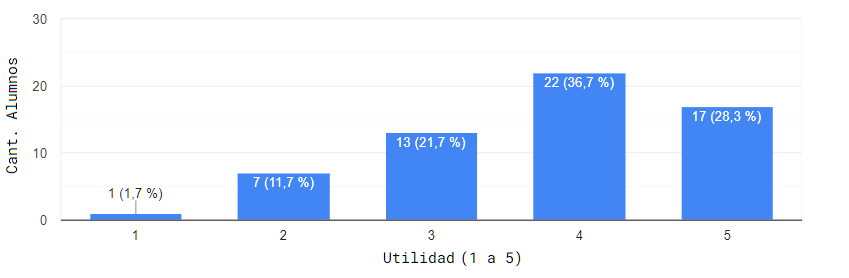 Cant. Alumnos
30
20
10
0
1 (1,7 %)
7 (11,7 %)
13 (21,7 %)
22 (36,7 %)
17 (28,3 %)
1 2 3 4 5
Utilidad (1 a 5)